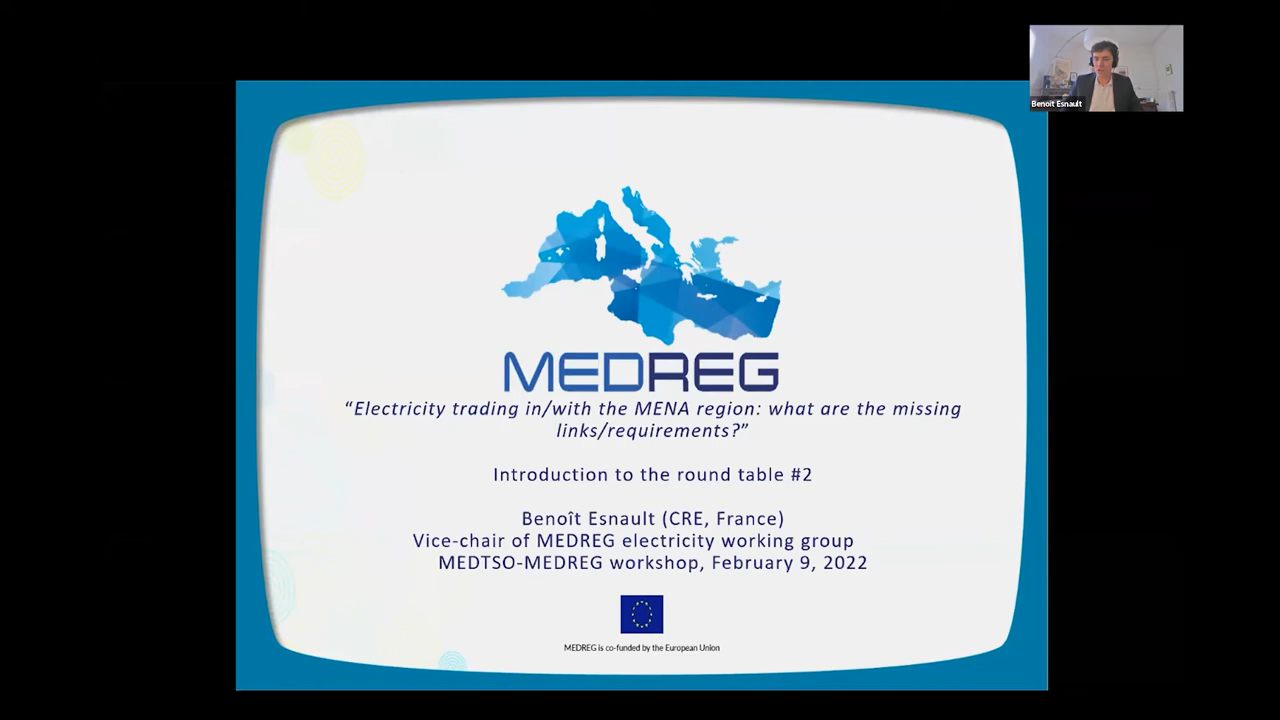 Benoit Esnault
MEDREG
“Electricity trading in/with the MENA region: what are the missing
links/requirements?”
Introduction to the round table #2
Benoît Esnault (CRE, France)
Vice-chair of MEDREG electricity working group
MEDTSO-MEDREG workshop, February 9, 2022
MEDREG is co-funded by the European Union